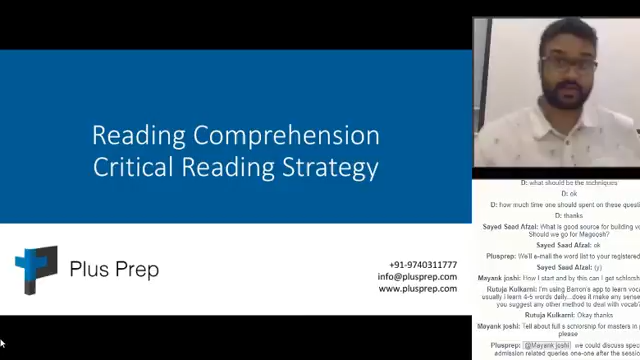 Reading Comprehension
Critical Reading Strategy
Plus Prep
+91-9740311777
info@plusprep.com
www.plusprep.com
D: what should be the techniques
D: ok
D: how much time one should spent on these quest
D: thanks
Sayed Saad Afzal: What is good source for building vo
Should we go for Magoosh?
Sayed Saad Afzal: ok
Plusprep: We'll e-mail the list to your registered
Sayed Saad Afzal: (y)
Mayank joshi: How I start and by this can I get schlorsh
Rutuja Kulkarni: I'm using Barron's app to learn voca
usually i learn 4-5 words daily...does it make any sense
you suggest any other method to deal with vocab?
Rutuja Kulkarni: Okay thanks
Mayank joshi: Tell about full a schlorship for masters in
please
Plusprep: @Mayank joshi we could discuss spec
admission related queries one-one after the sessio